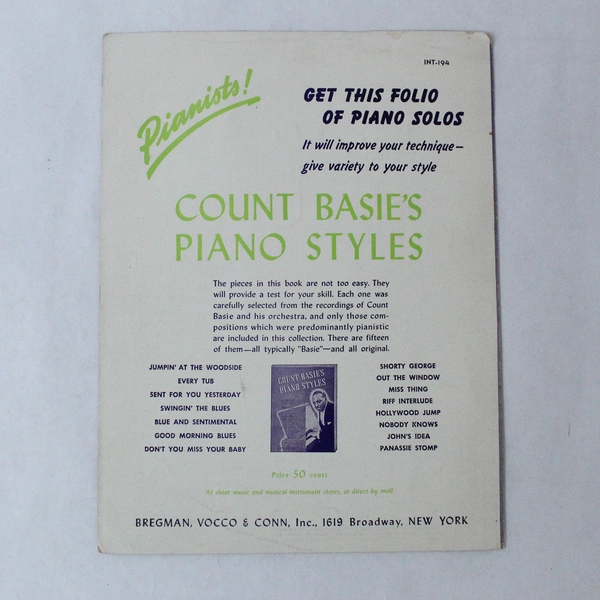 INT-194
Pianists!
GET THIS FOLIO
OF PIANO SOLOS
It will improve your technique—
give variety to your style
COUNT BASIE'S
PIANO STYLES
The pieces in this book are not too easy. They
will provide a test for your skill. Each one was
carefully selected from the recordings of Count
Basie and his orchestra, and only those com-
positions which were predominantly pianistic
are included in this collection. There are fifteen
of them—all typically "Basie"—and all original.
JUMPIN' AT THE WOODSIDE
EVERY TUB
SENT FOR YOU YESTERDAY
SWINGIN' THE BLUES
BLUE AND SENTIMENTAL
GOOD MORNING BLUES
DON'T YOU MISS YOUR BABY
COUNT BASIE'S
PIANO STYLES
SHORTY GEORGE
OUT THE WINDOW
MISS THING
RIFF INTERLUDE
HOLLYWOOD JUMP
NOBODY KNOWS
JOHN'S IDEA
PANASSIE STOMP
Price 50 cents
At sheet music and musical instrument stores, or direct by mail
BREGMAN, VOCCO & CONN, Inc., 1619 Broadway, NEW YORK